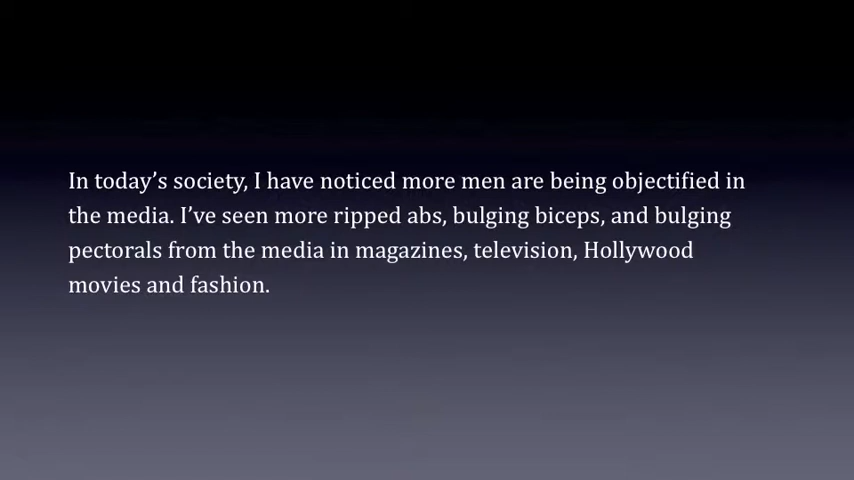 In today’s society, I have noticed more men are being objectified in
the media. I’ve seen more ripped abs, bulging biceps, and bulging
pectorals from the media in magazines, television, Hollywood
movies and fashion.